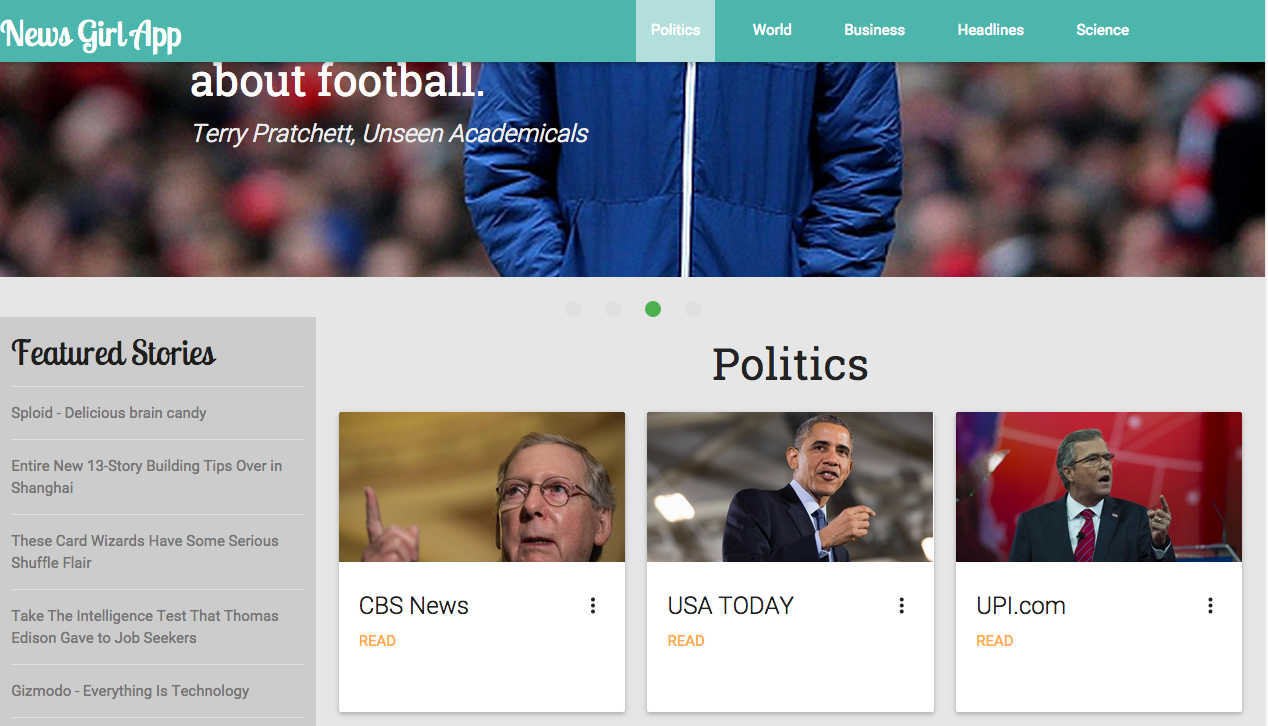 News Girl App
Politics
World
Business
Headlines
Science
about football.
Terry Pratchett, Unseen Academicals
Featured Stories
Sploid - Delicious brain candy
Entire New 13-Story Building Tips Over in
Shanghai
These Card Wizards Have Some Serious
Shuffle Flair
Take The Intelligence Test That Thomas
Edison Gave to Job Seekers
Gizmodo - Everything Is Technology
Politics
CBS News
READ
USA TODAY
READ
UPI.com
READ